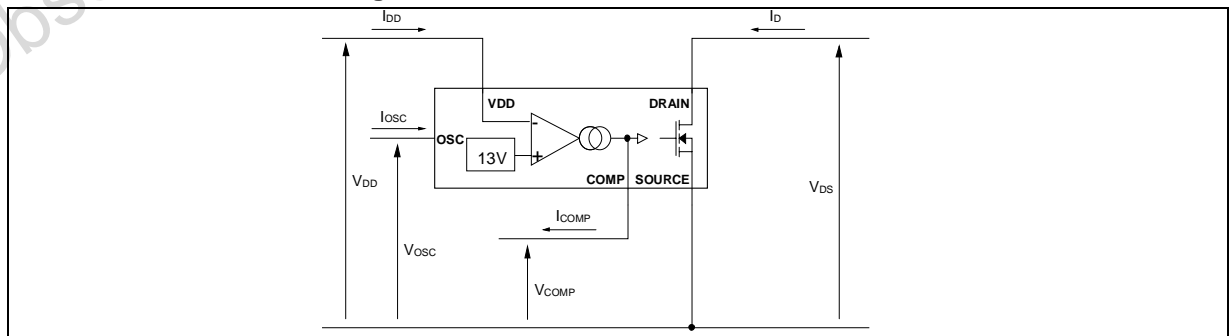 IDD
ID
VDD
DRAIN
IOSC
OSC
-
13V
+
COMP
SOURCE
VDD
VDS
ICOMP
VOSC
VCOMP